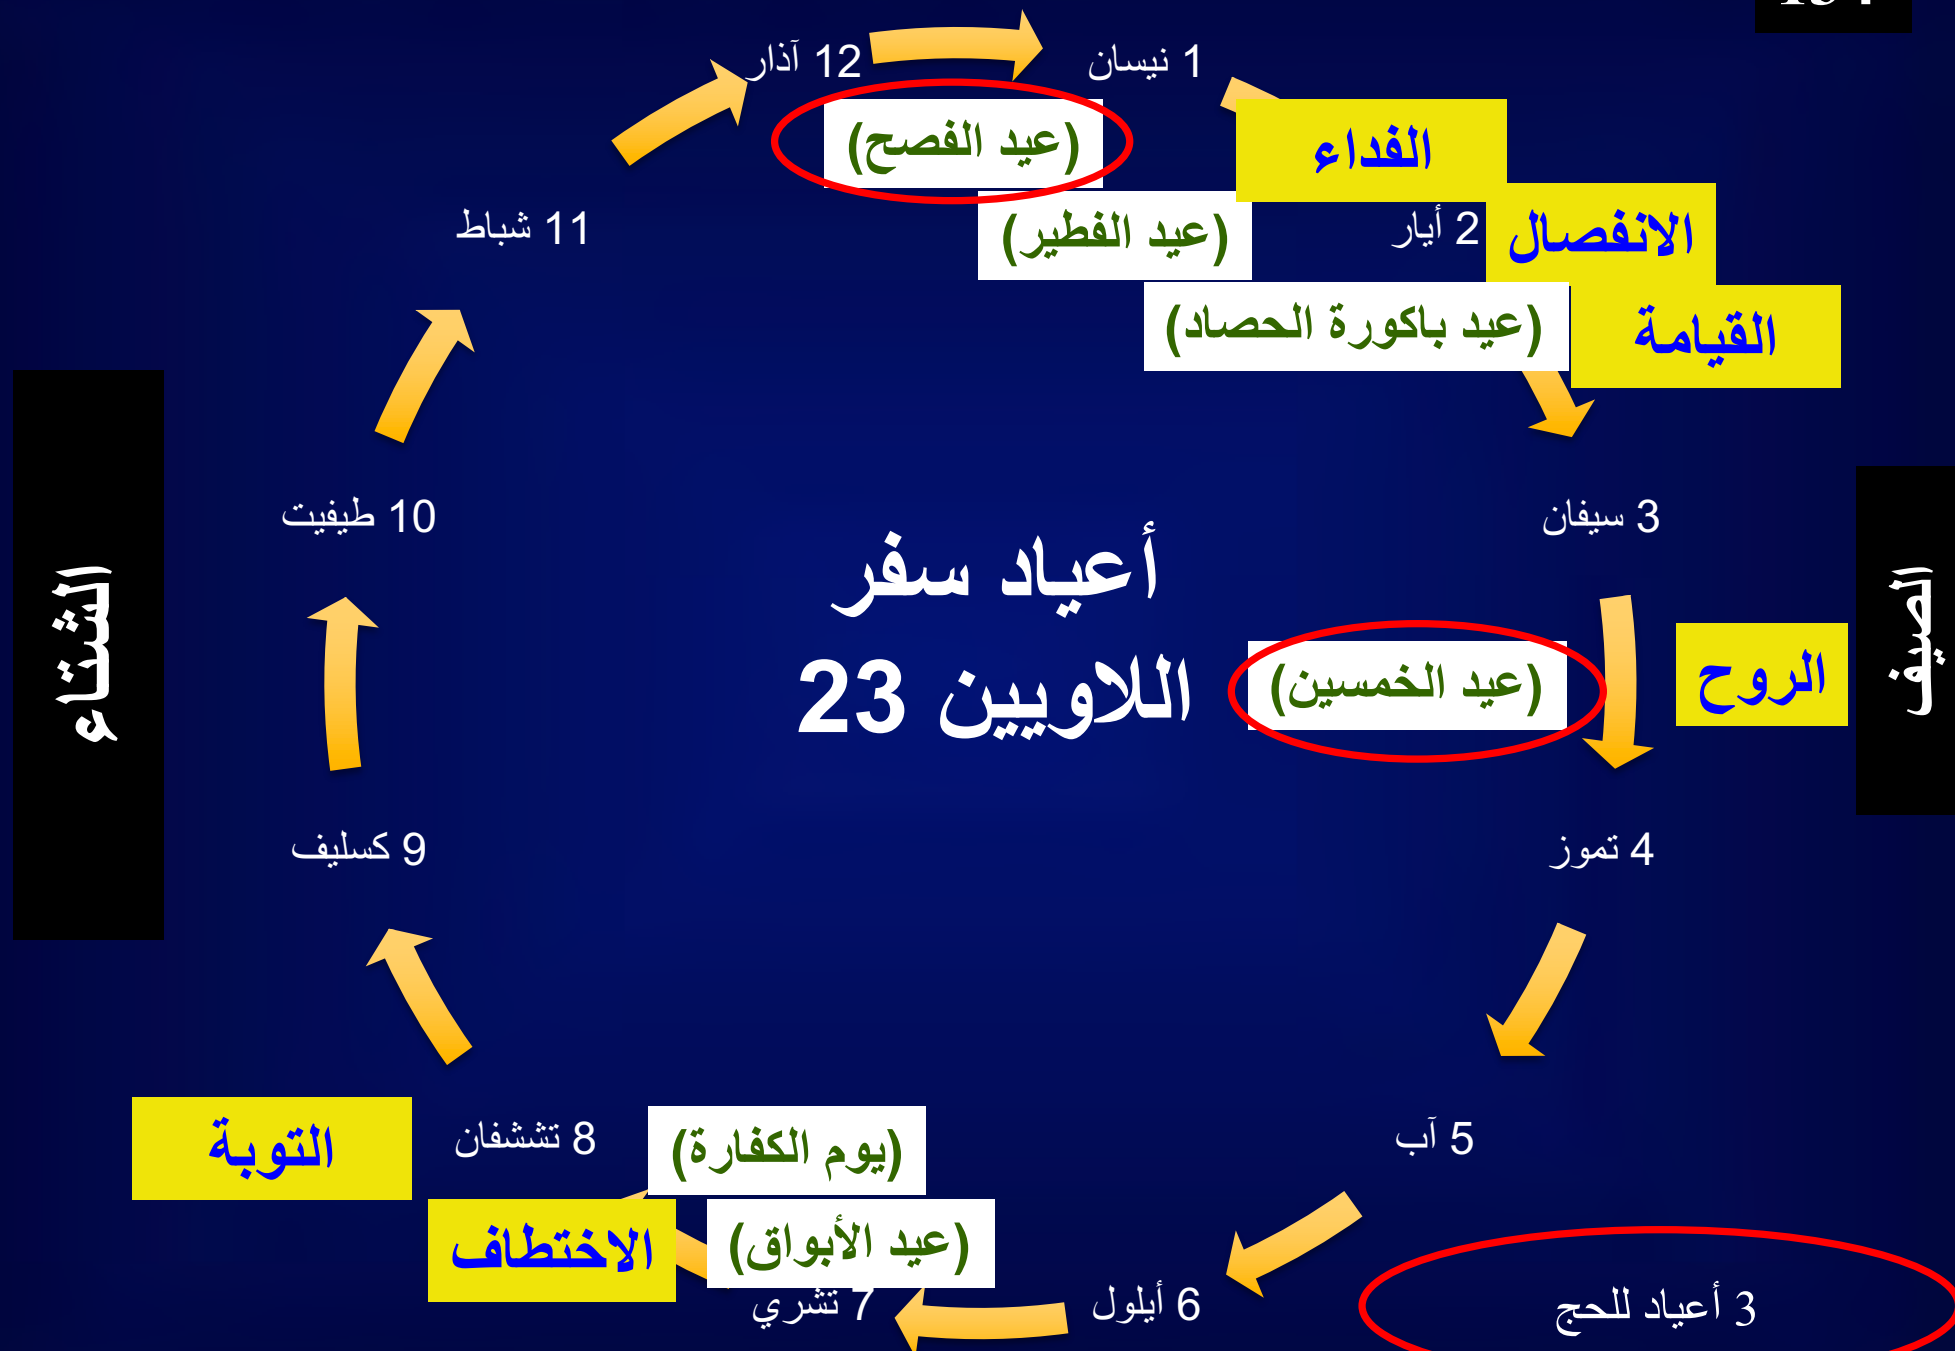 12 آذار
1 نيسان
(عيد الفصح)
الفداء
11 شباط
(عيد الفطير)
2 أيار
الانفصال
(عيد باكورة الحصاد)
القيامة
10 طيفيت
3 سيفان
أعياد سفر
اللاويين 23
(عيد الخمسين)
الروح
الصيف
الشتاء
9 كسليف
4 تموز
التوبة
8 تششفان
(يوم الكفارة)
5 آب
الاختطاف
(عيد الأبواق)
7 تشري
6 أيلول
3 أعياد للحج